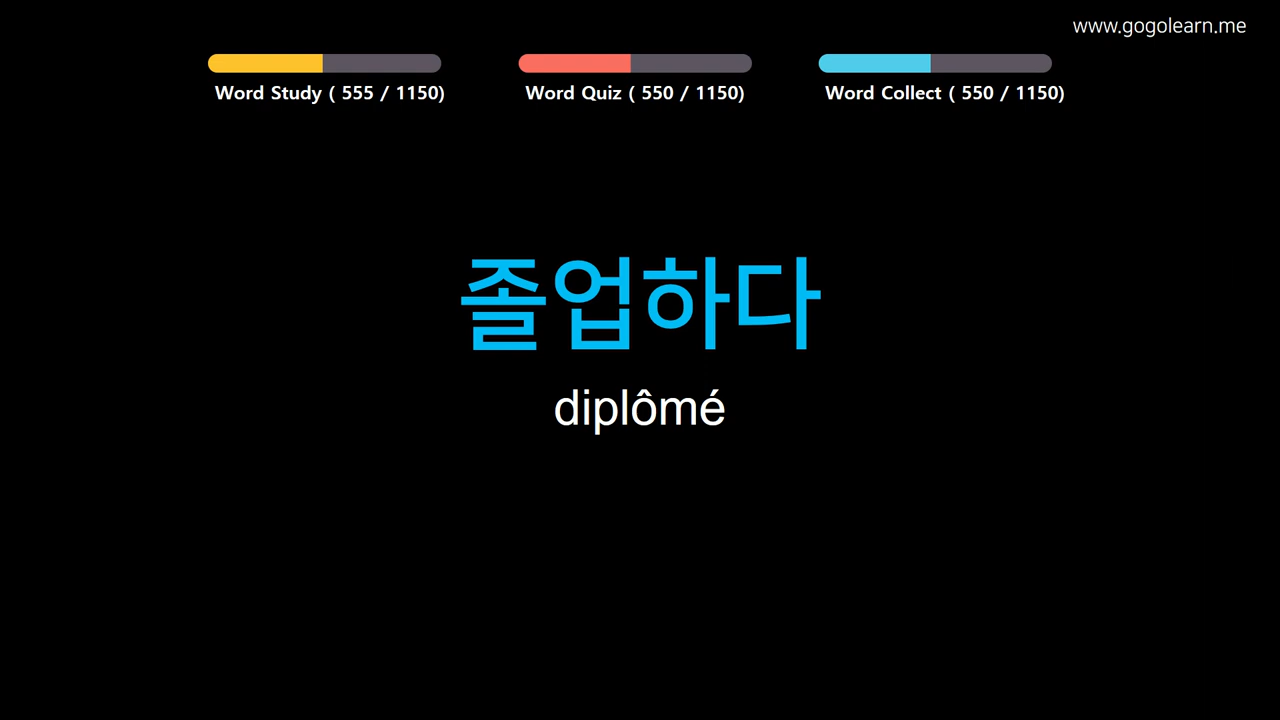 www.gogolearn.me
Word Study ( 555 / 1150)
Word Quiz ( 550 / 1150)
Word Collect ( 550 / 1150)
졸업하다
diplômé